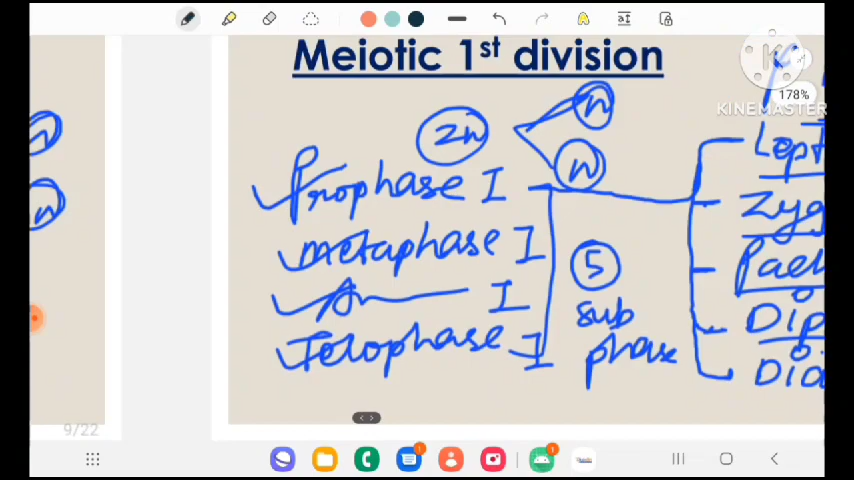 Meiotic 1st division
178%
KINEMASTER
2n
n
n
n
n
Prophase I
Metaphase I
An I
Telophase I
5
sub
phase
Lept
Zyg
Pach
Dip
Dia
9/22